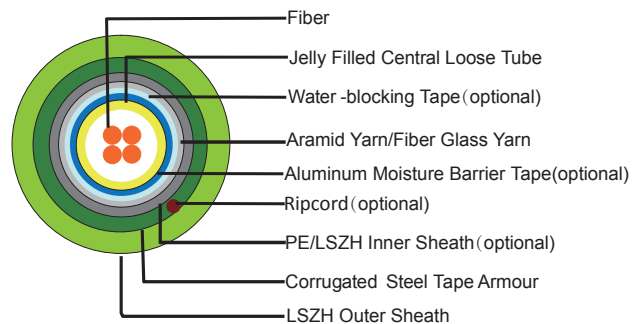 Fiber
Jelly Filled Central Loose Tube
Water -blocking Tape（optional)
Aramid Yarn/Fiber Glass Yarn
Aluminum Moisture Barrier Tape(optional)
Ripcord（optional)
PE/LSZH Inner Sheath（optional)
Corrugated Steel Tape Armour
LSZH Outer Sheath